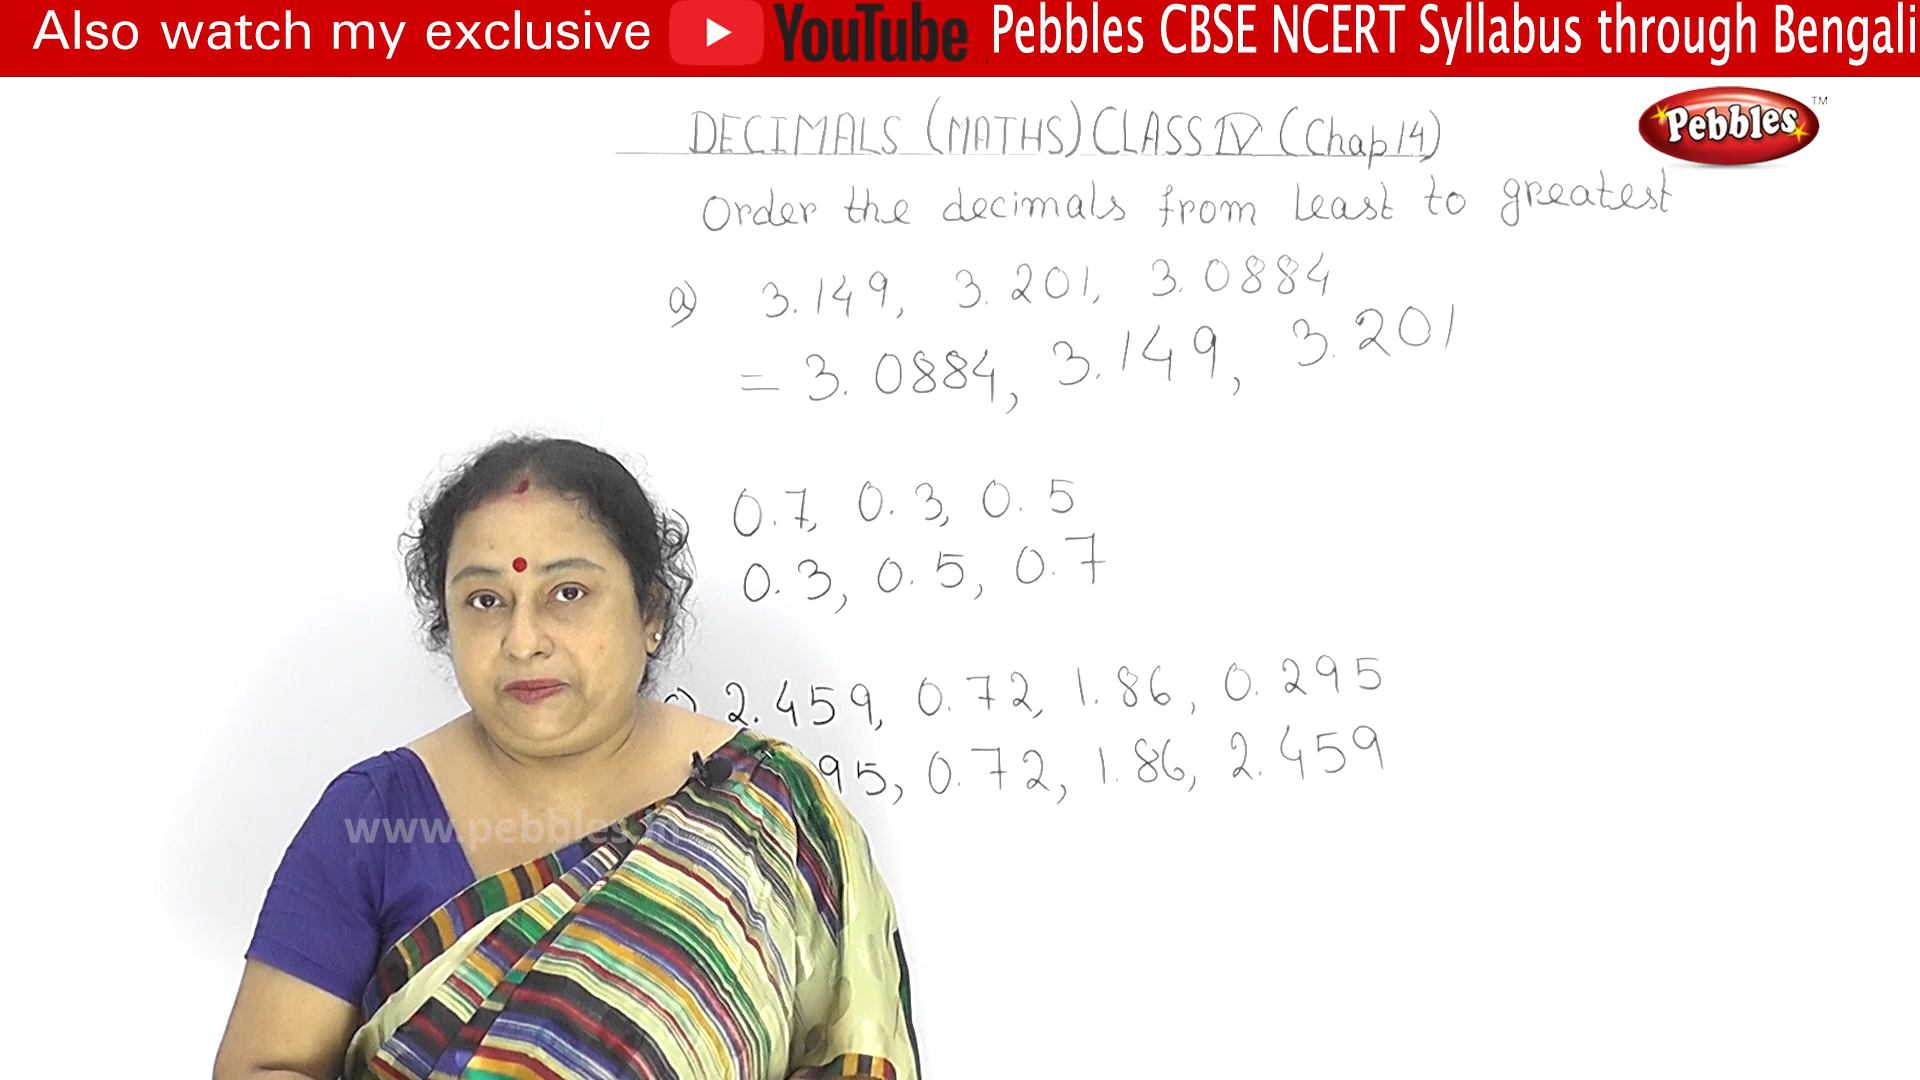 Also watch my exclusive YouTube Pebbles CBSE NCERT Syllabus through Bengali
Pebbles TM
DECIMALS (MATHS) CLASS IV (Chap 14)
Order the decimals from least to greatest
a) 3.149, 3.201, 3.0884
= 3.0884, 3.149, 3.201
0.7, 0.3, 0.5
0.3, 0.5, 0.7
2.459, 0.72, 1.86, 0.295
95, 0.72, 1.86, 2.459
www.pebbles.in